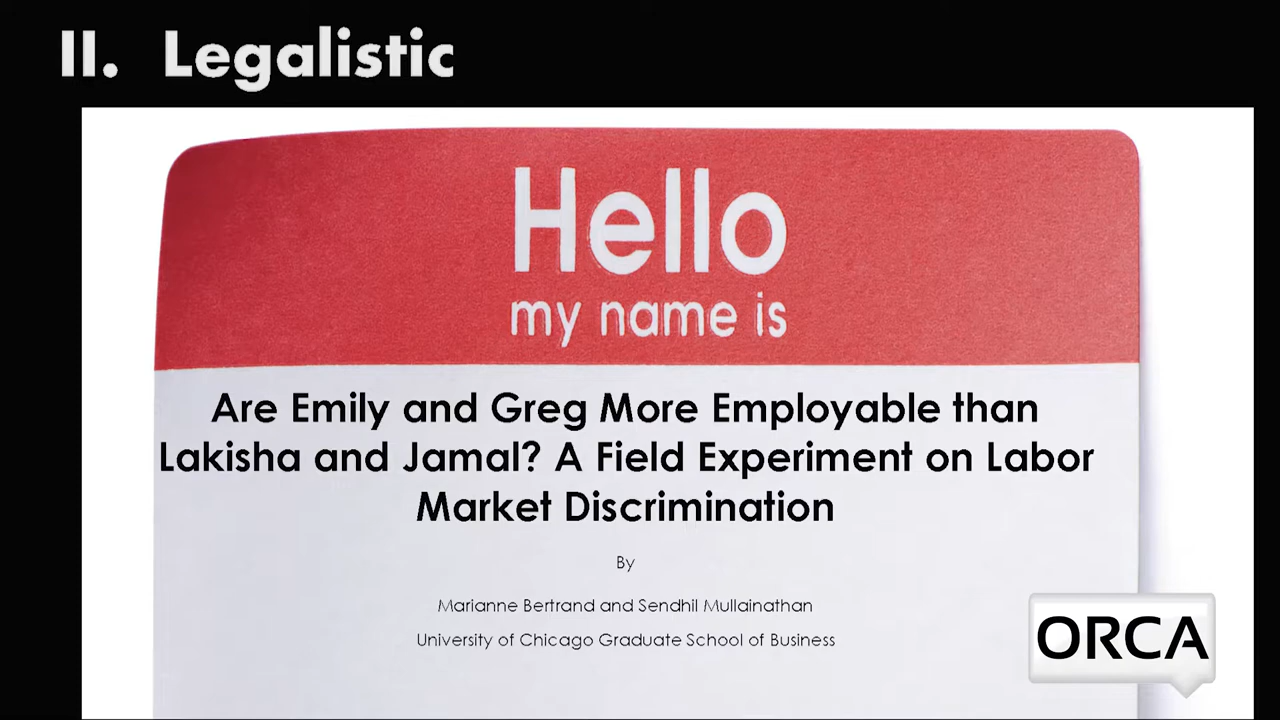 II. Legalistic
Hello
my name is
Are Emily and Greg More Employable than
Lakisha and Jamal? A Field Experiment on Labor
Market Discrimination
By
Marianne Bertrand and Sendhil Mullainathan
University of Chicago Graduate School of Business
ORCA